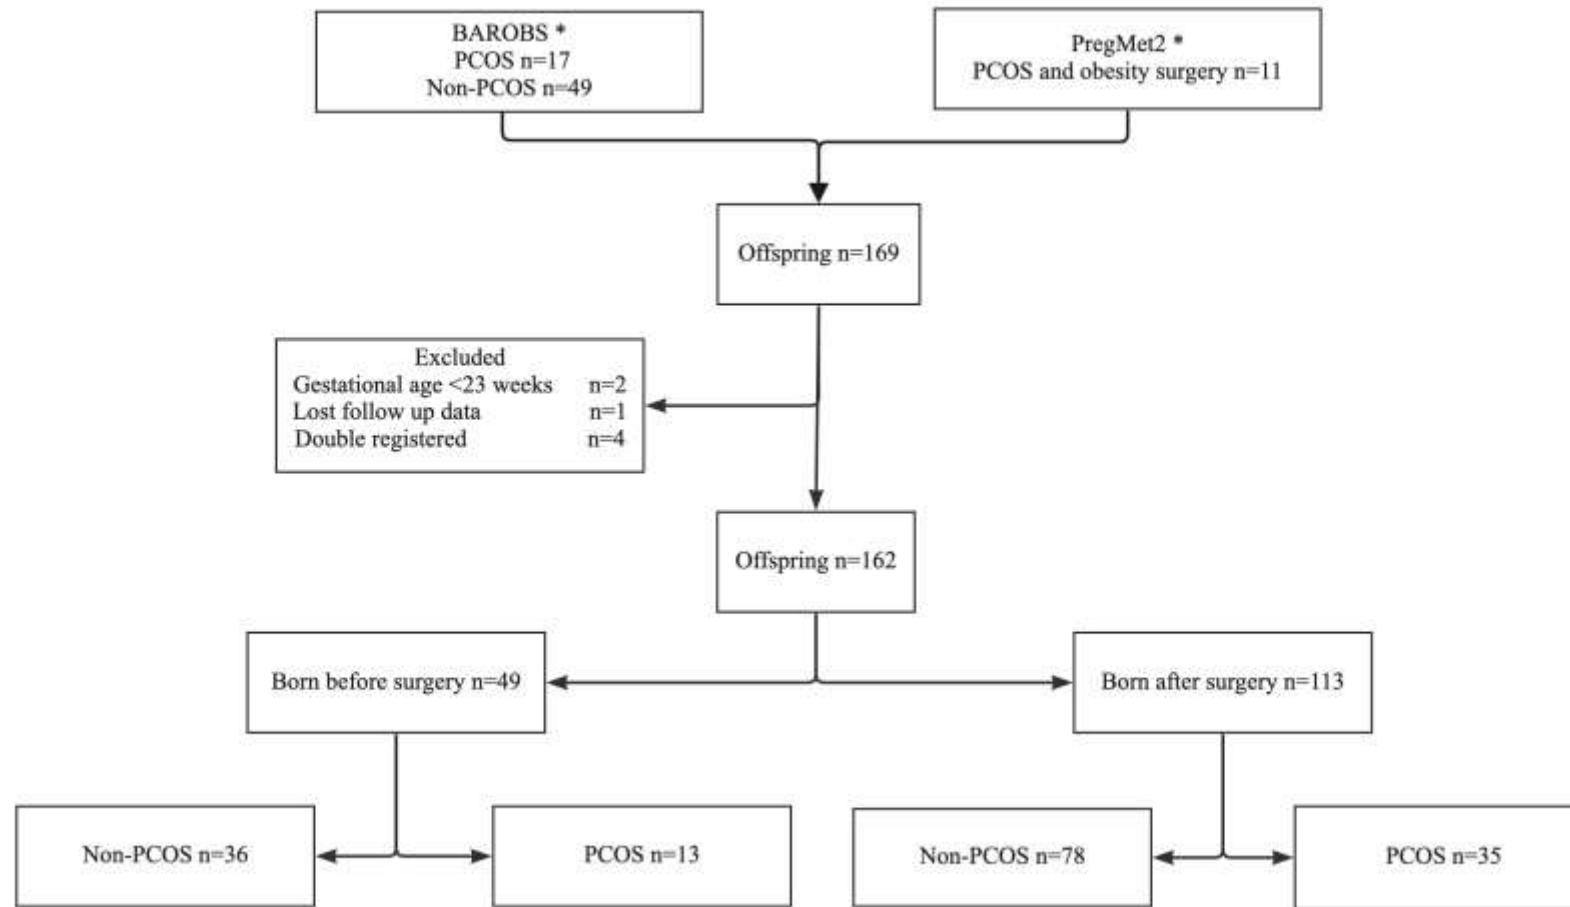 BAROBS *
PCOS n=17
Non-PCOS n=49
PregMet2 *
PCOS and obesity surgery n=11
Offspring n=169
Excluded
Gestational age <23 weeks n=2
Lost follow up data n=1
Double registered n=4
Offspring n=162
Born before surgery n=49
Born after surgery n=113
Non-PCOS n=36
PCOS n=13
Non-PCOS n=78
PCOS n=35